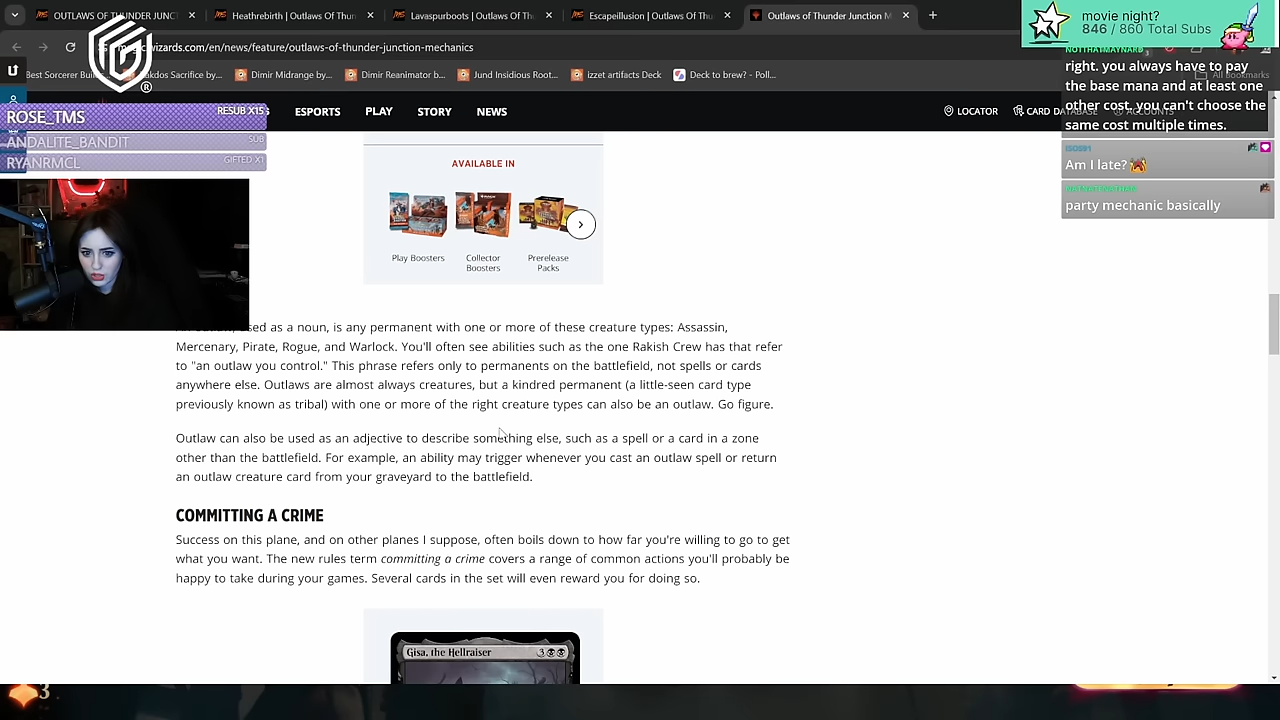 OUTLAWS OF THUNDER JUNCT
Heathrebirth | Outlaws Of Thun
Lavaspurboots | Outlaws Of Th
Escapeillusion | Outlaws Of Thu
Outlaws of Thunder Junction M
movie night?
846 / 860 Total Subs
wizards.com/en/news/feature/outlaws-of-thunder-junction-mechanics
Best Sorcerer
Sacrifice by...
Dimir Midrange by...
Dimir Reanimator b...
Jund Insidious Root...
izzet artifacts Deck
Deck to brew? - Poll...
All Bookmarks
ESPORTS
PLAY
STORY
NEWS
LOCATOR
CARD DATABASE
ACCOUNTS
ROSE_TMS
RESUB X15
ANDALITE_BANDIT
SUB
RYANRMCL
GIFTED X1
NOTTHATMAYNARD
right. you always have to pay
the base mana and at least one
other cost. you can't choose the
same cost multiple times.
Am I late?
party mechanic basically
AVAILABLE IN
Play Boosters
Collector
Boosters
Prerelease
Packs
used as a noun, is any permanent with one or more of these creature types: Assassin,
Mercenary, Pirate, Rogue, and Warlock. You'll often see abilities such as the one Rakish Crew has that refer
to "an outlaw you control." This phrase refers only to permanents on the battlefield, not spells or cards
anywhere else. Outlaws are almost always creatures, but a kindred permanent (a little-seen card type
previously known as tribal) with one or more of the right creature types can also be an outlaw. Go figure.
Outlaw can also be used as an adjective to describe something else, such as a spell or a card in a zone
other than the battlefield. For example, an ability may trigger whenever you cast an outlaw spell or return
an outlaw creature card from your graveyard to the battlefield.
COMMITTING A CRIME
Success on this plane, and on other planes I suppose, often boils down to how far you're willing to go to get
what you want. The new rules term committing a crime covers a range of common actions you'll probably be
happy to take during your games. Several cards in the set will even reward you for doing so.
Gisa, the Hellraiser
3
3